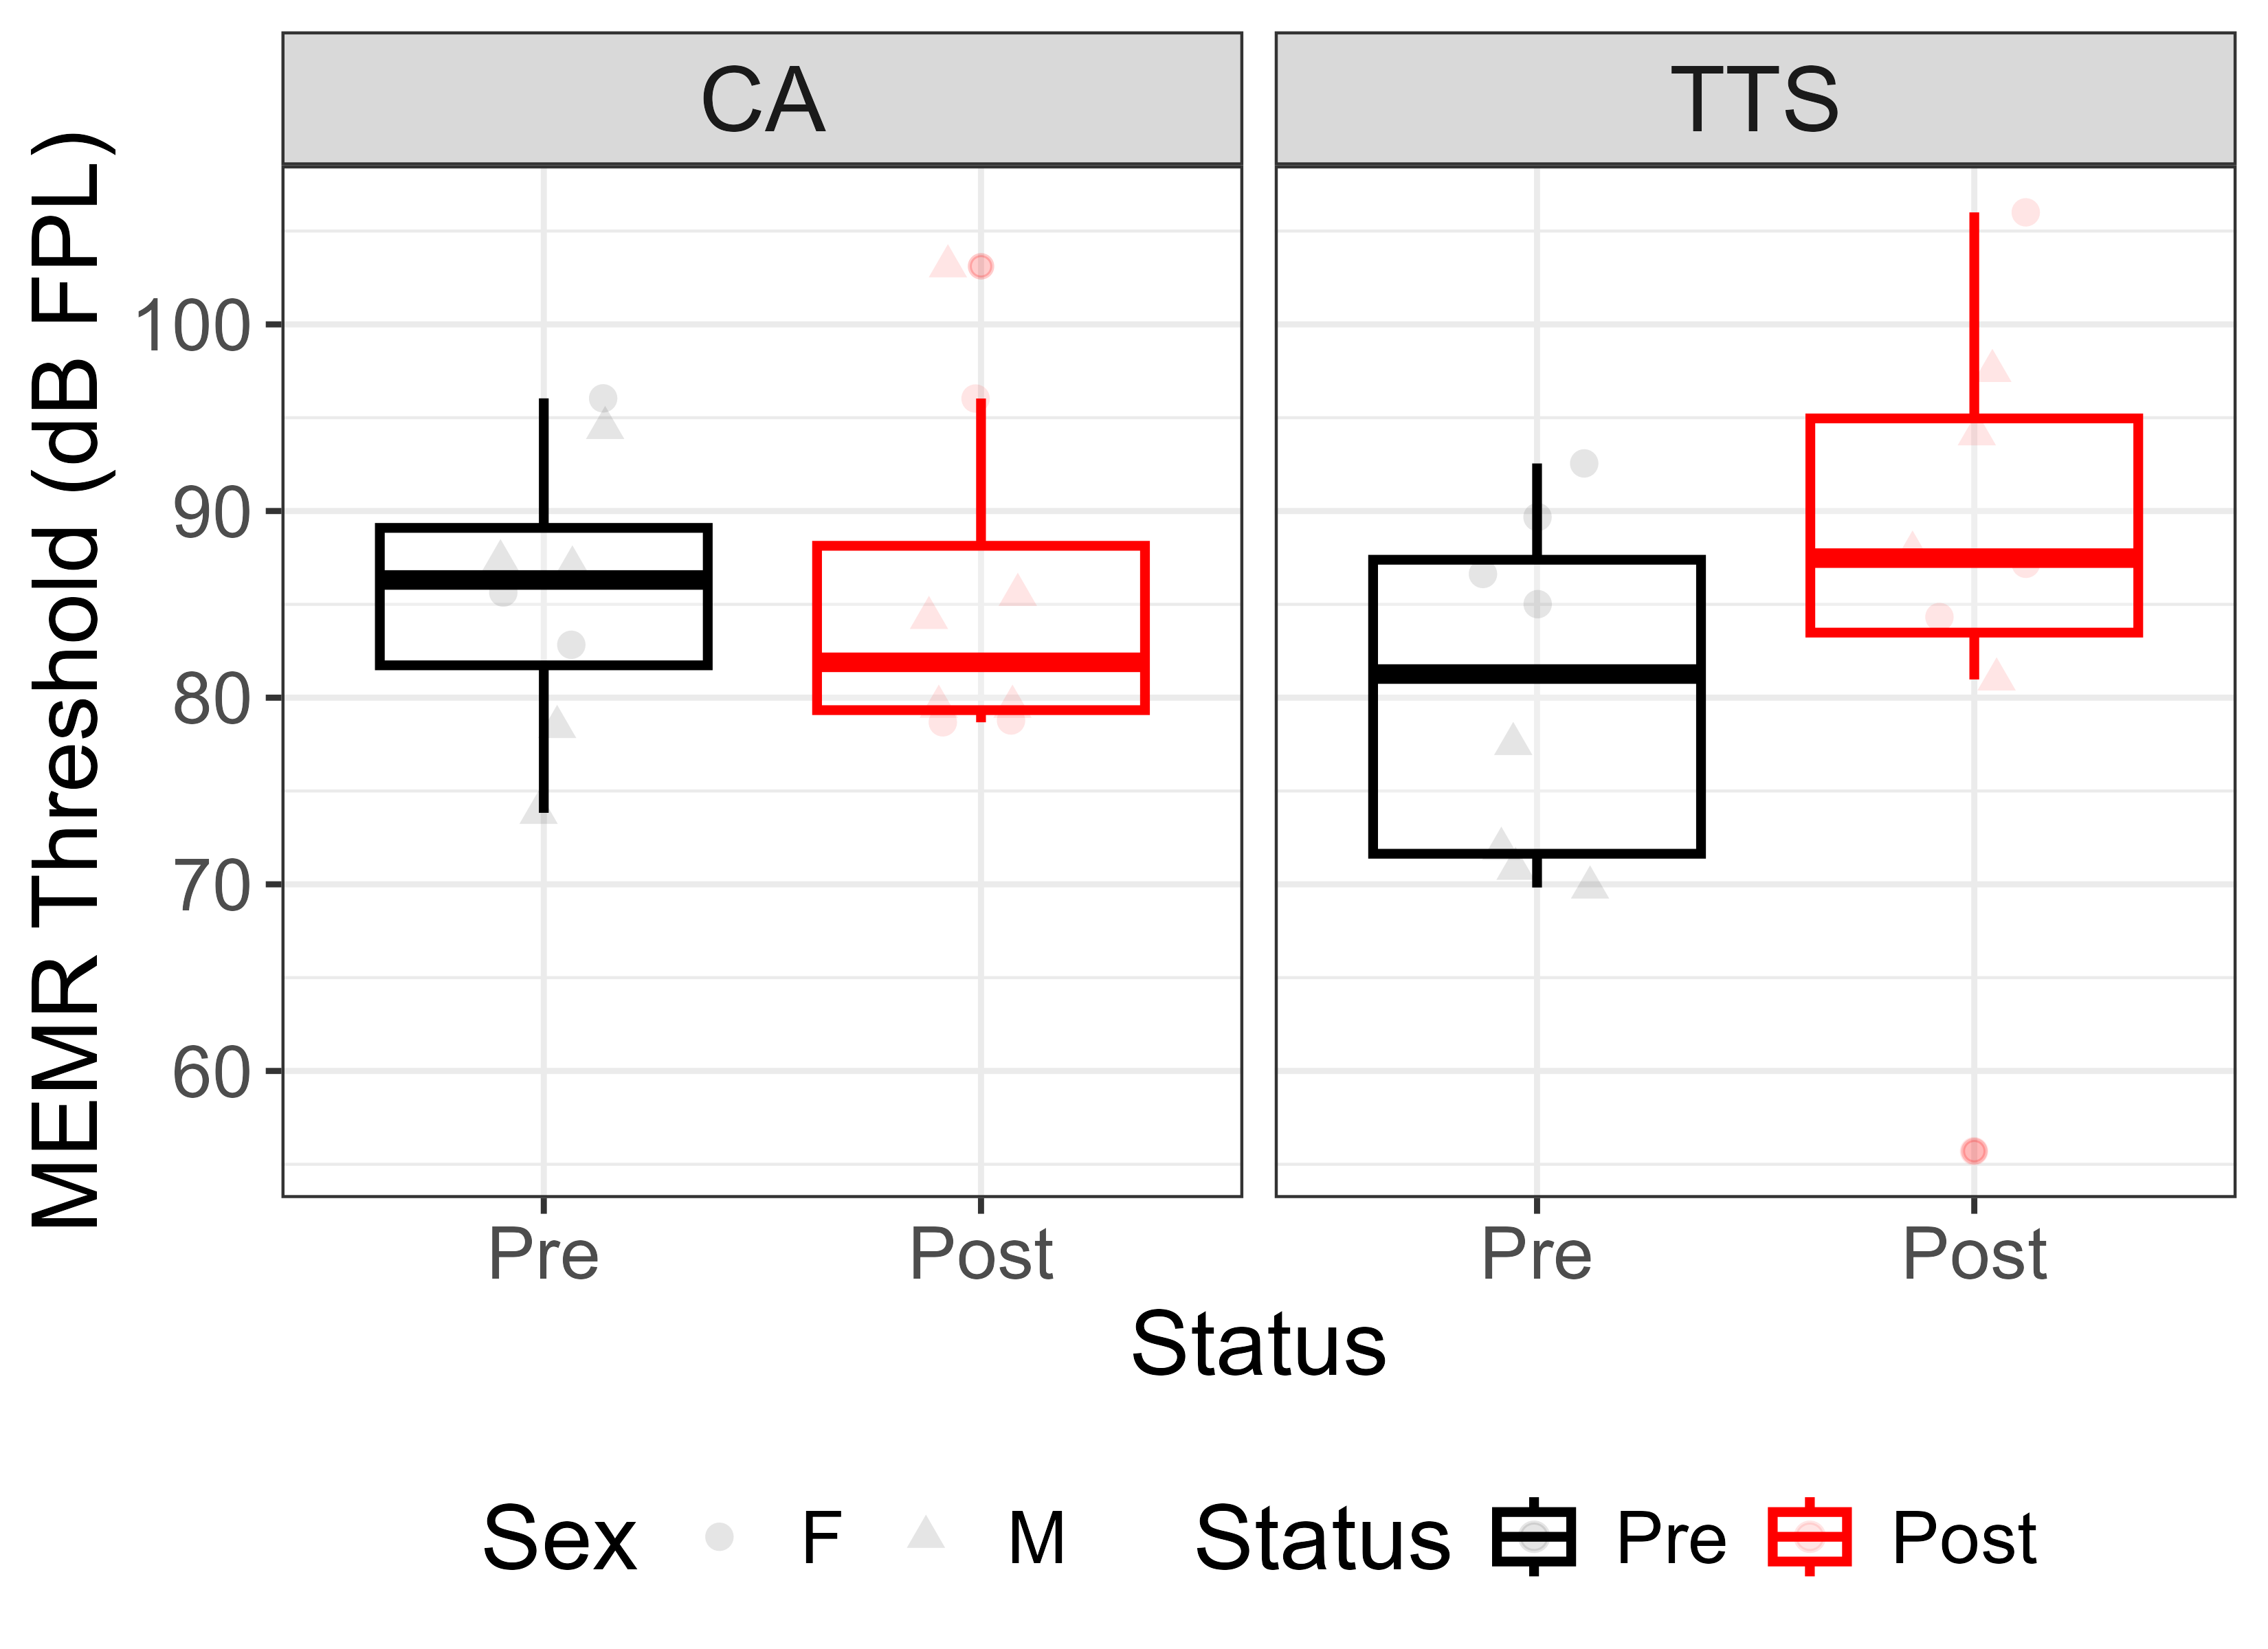 CA
TTS
MEMR Threshold (dB FPL)
100
90
80
70
60
Pre
Post
Pre
Post
Status
Sex F M Status Pre Post